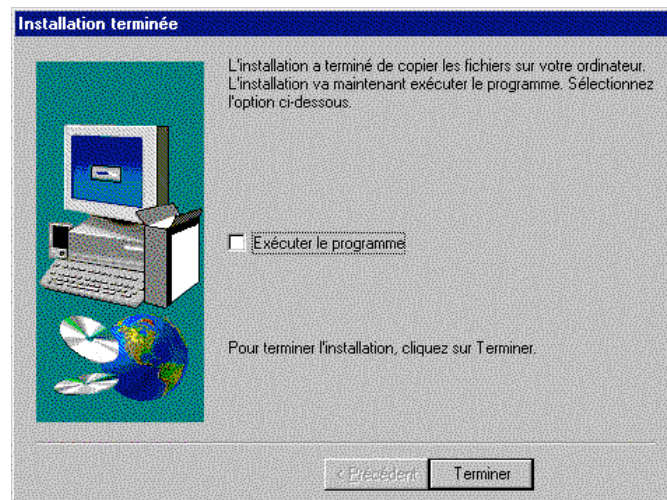 Installation terminée
L'installation a terminé de copier les fichiers sur votre ordinateur.
L'installation va maintenant exécuter le programme. Sélectionnez
l'option ci-dessous.
Exécuter le programme
Pour terminer l'installation, cliquez sur Terminer.
< Précédent
Terminer